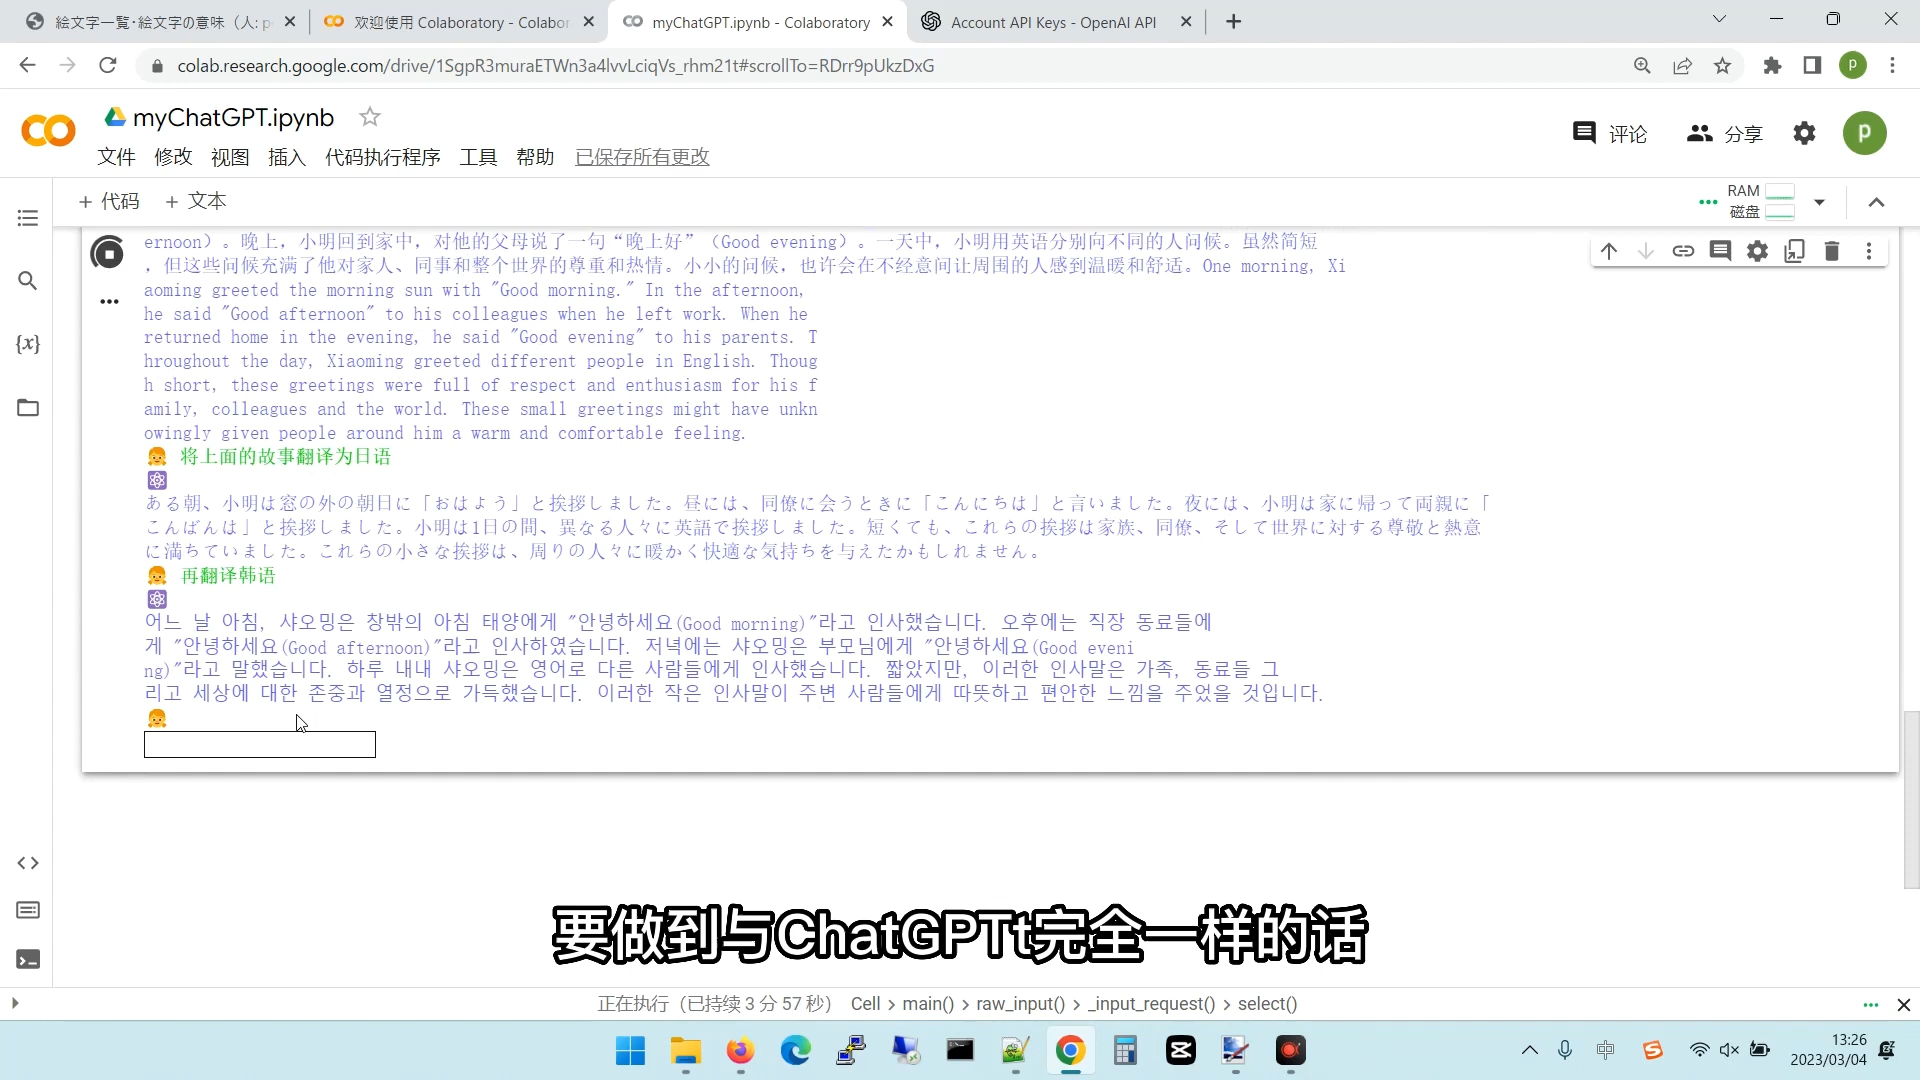 絵文字一覧･絵文字の意味（人: p
欢迎使用 Colaboratory - Colabor
myChatGPT.ipynb - Colaboratory
Account API Keys - OpenAI API
colab.research.google.com/drive/1SgpR3muraETWn3a4lvvLciqVs_rhm21t#scrollTo=RDrr9pUkzDxG
p
myChatGPT.ipynb
评论
分享
p
文件 修改 视图 插入 代码执行程序 工具 帮助 已保存所有更改
+ 代码 + 文本
RAM
磁盘
ernoon）。晚上，小明回到家中，对他的父母说了一句“晚上好”（Good evening）。一天中，小明用英语分别向不同的人问候。虽然简短
，但这些问候充满了他对家人、同事和整个世界的尊重和热情。小小的问候，也许会在不经意间让周围的人感到温暖和舒适。One morning, Xi
aoming greeted the morning sun with "Good morning." In the afternoon,
he said "Good afternoon" to his colleagues when he left work. When he
returned home in the evening, he said "Good evening" to his parents. T
hroughout the day, Xiaoming greeted different people in English. Thoug
h short, these greetings were full of respect and enthusiasm for his f
amily, colleagues and the world. These small greetings might have unkn
owingly given people around him a warm and comfortable feeling.
将上面的故事翻译为日语
ある朝、小明は窓の外の朝日に「おはよう」と挨拶しました。昼には、同僚に会うときに「こんにちは」と言いました。夜には、小明は家に帰って両親に「
こんばんは」と挨拶しました。小明は1日の間、異なる人々に英語で挨拶しました。短くても、これらの挨拶は家族、同僚、そして世界に対する尊敬と熱意
に満ちていました。これらの小さな挨拶は、周りの人々に暖かく快適な気持ちを与えたかもしれません。
再翻译韩语
어느 날 아침, 샤오밍은 창밖의 아침 태양에게 "안녕하세요(Good morning)"라고 인사했습니다. 오후에는 직장 동료들에
게 "안녕하세요(Good afternoon)"라고 인사하였습니다. 저녁에는 샤오밍은 부모님에게 "안녕하세요(Good eveni
ng)"라고 말했습니다. 하루 내내 샤오밍은 영어로 다른 사람들에게 인사했습니다. 짧았지만, 이러한 인사말은 가족, 동료들 그
리고 세상에 대한 존중과 열정으로 가득했습니다. 이러한 작은 인사말이 주변 사람들에게 따뜻하고 편안한 느낌을 주었을 것입니다.
要做到与ChatGPTt完全一样的话
正在执行（已持续 3 分 57 秒） Cell > main() > raw_input() > _input_request() > select()
中
13:26
2023/03/04